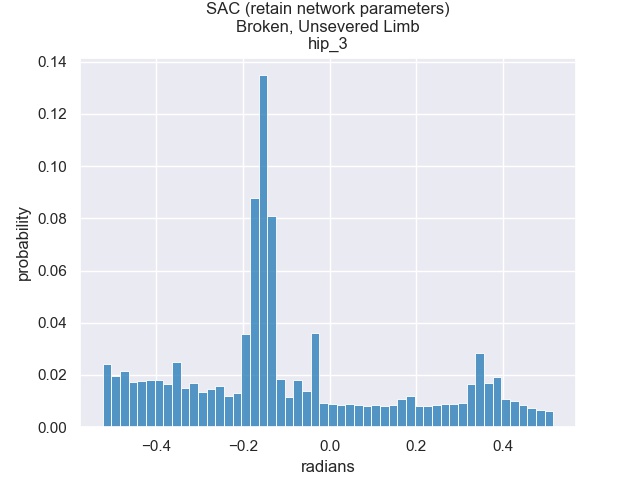 SAC (retain network parameters)
Broken, Unsevered Limb
hip_3
0.14
0.12
0.10
0.08
0.06
0.04
0.02
0.00
probability
−0.4 −0.2 0.0 0.2 0.4
radians